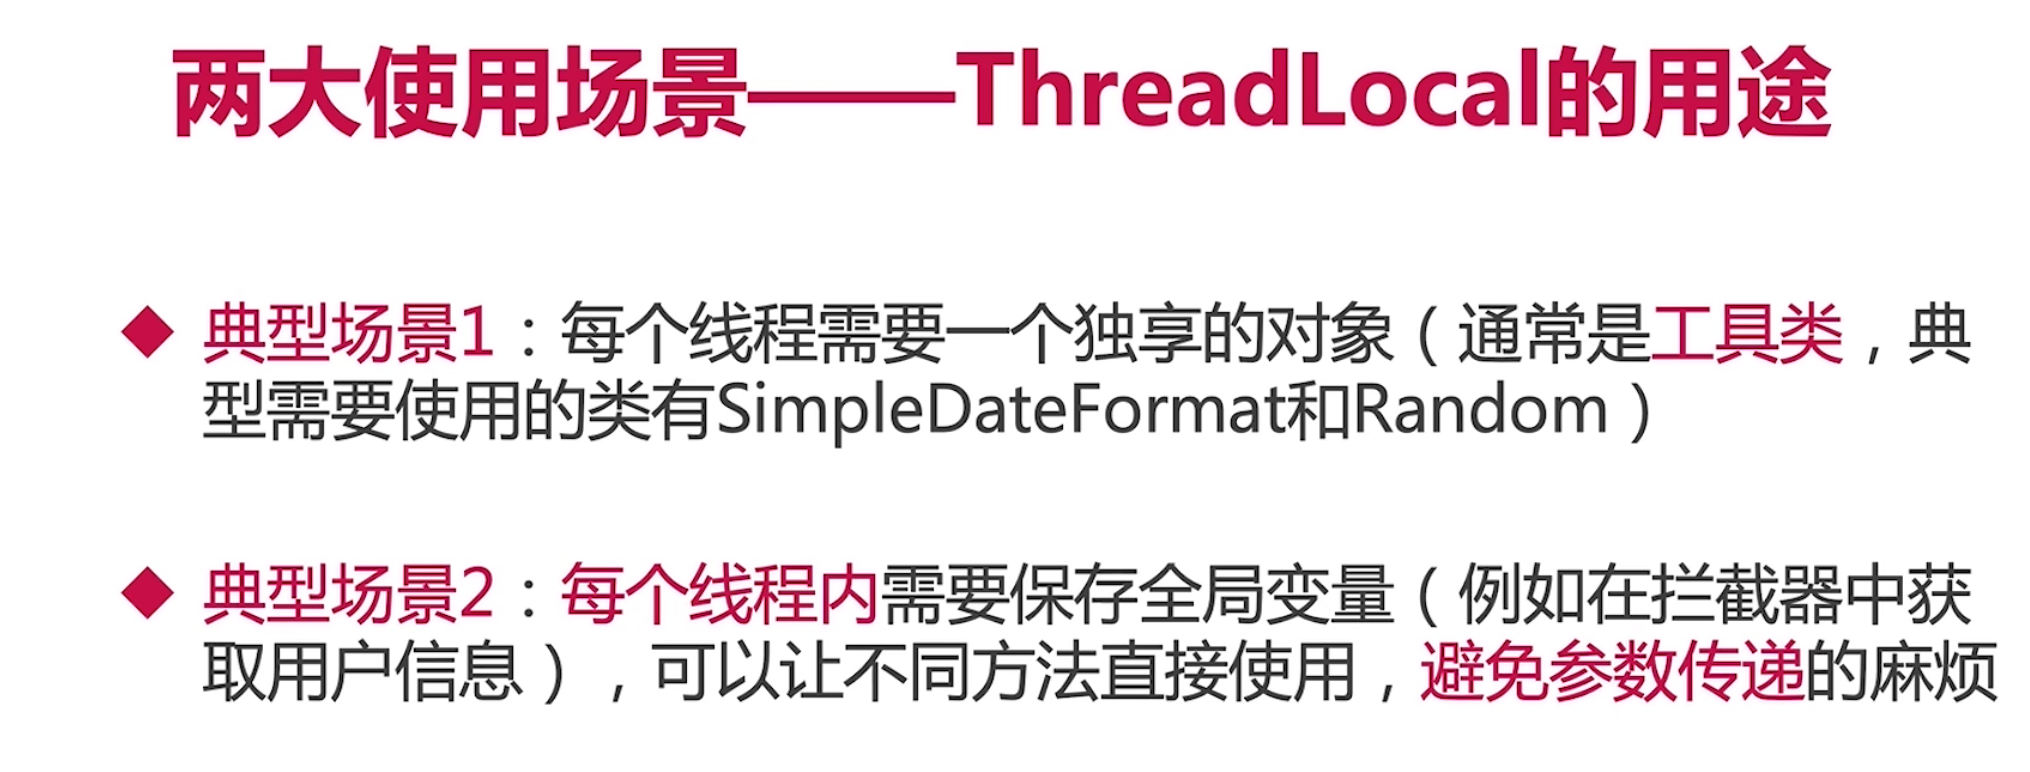 两大使用场景——ThreadLocal的用途
典型场景1：每个线程需要一个独享的对象（通常是工具类，典
型需要使用的类有SimpleDateFormat和Random）
典型场景2：每个线程内需要保存全局变量（例如在拦截器中获
取用户信息），可以让不同方法直接使用，避免参数传递的麻烦